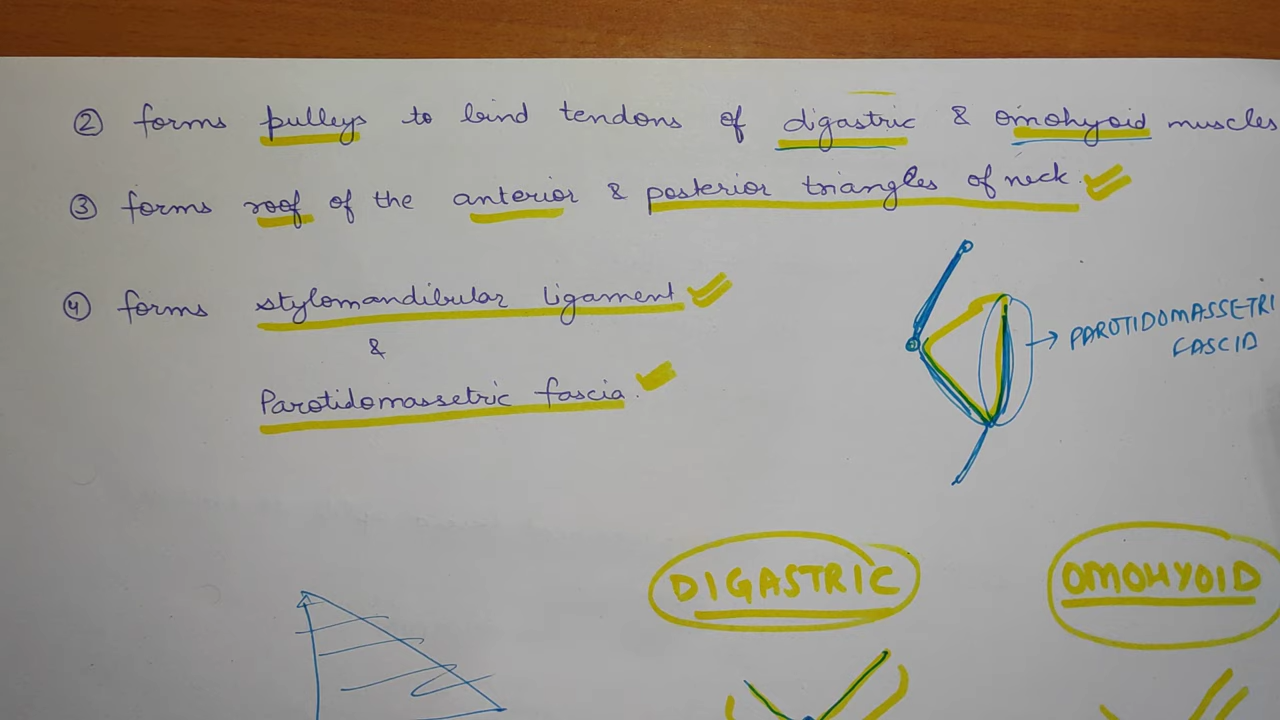 ② forms pulleys to bind tendons of digastric & omohyoid muscles
③ forms roof of the anterior & posterior triangles of neck.
④ forms stylomandibular ligament
&
Parotidomassetric fascia.
→ PAROTIDOMASSETRI
FASCIA
DIGASTRIC
OMOHYOID